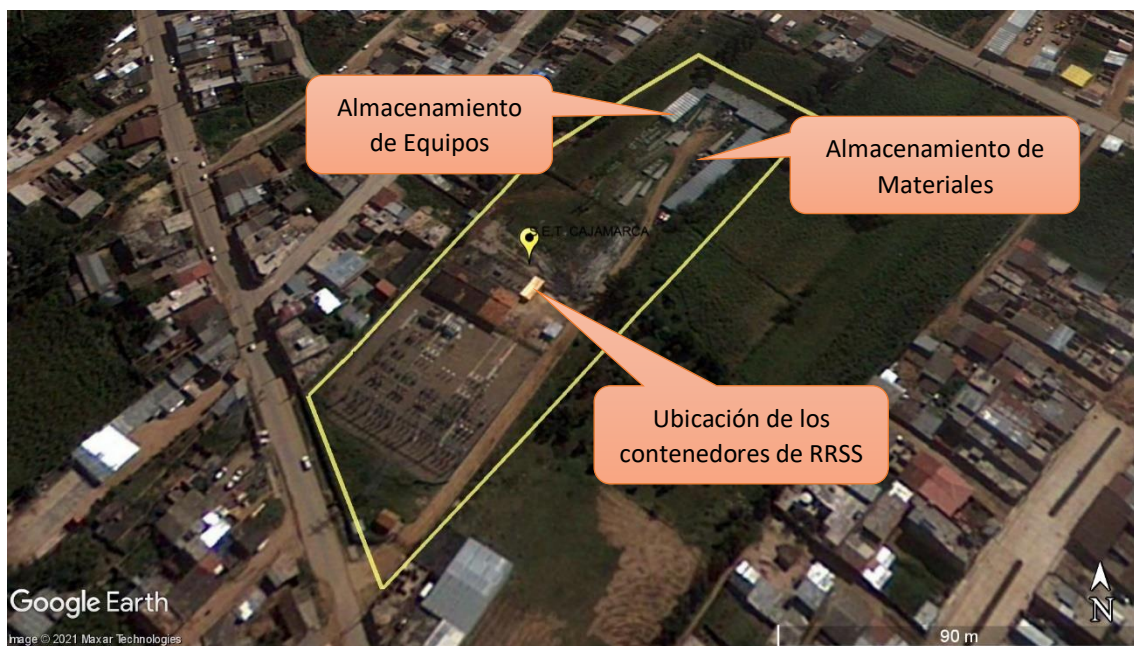 Almacenamiento
de Equipos
Almacenamiento de
Materiales
S.E.T. CAJAMARCA
Ubicación de los
contenedores de RRSS
Google Earth
Image © 2021 Maxar Technologies
90 m
N